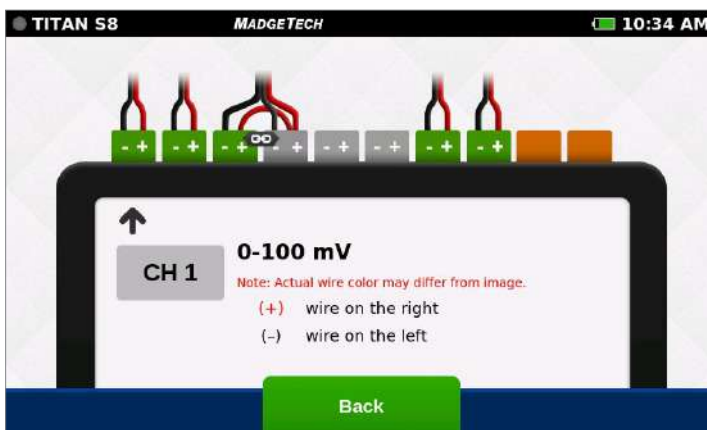 TITAN S8 MADGETECH 10:34 AM
- + - + - + - + - + - + - + - +
CH 1
0-100 mV
Note: Actual wire color may differ from image.
(+) wire on the right
(–) wire on the left
Back